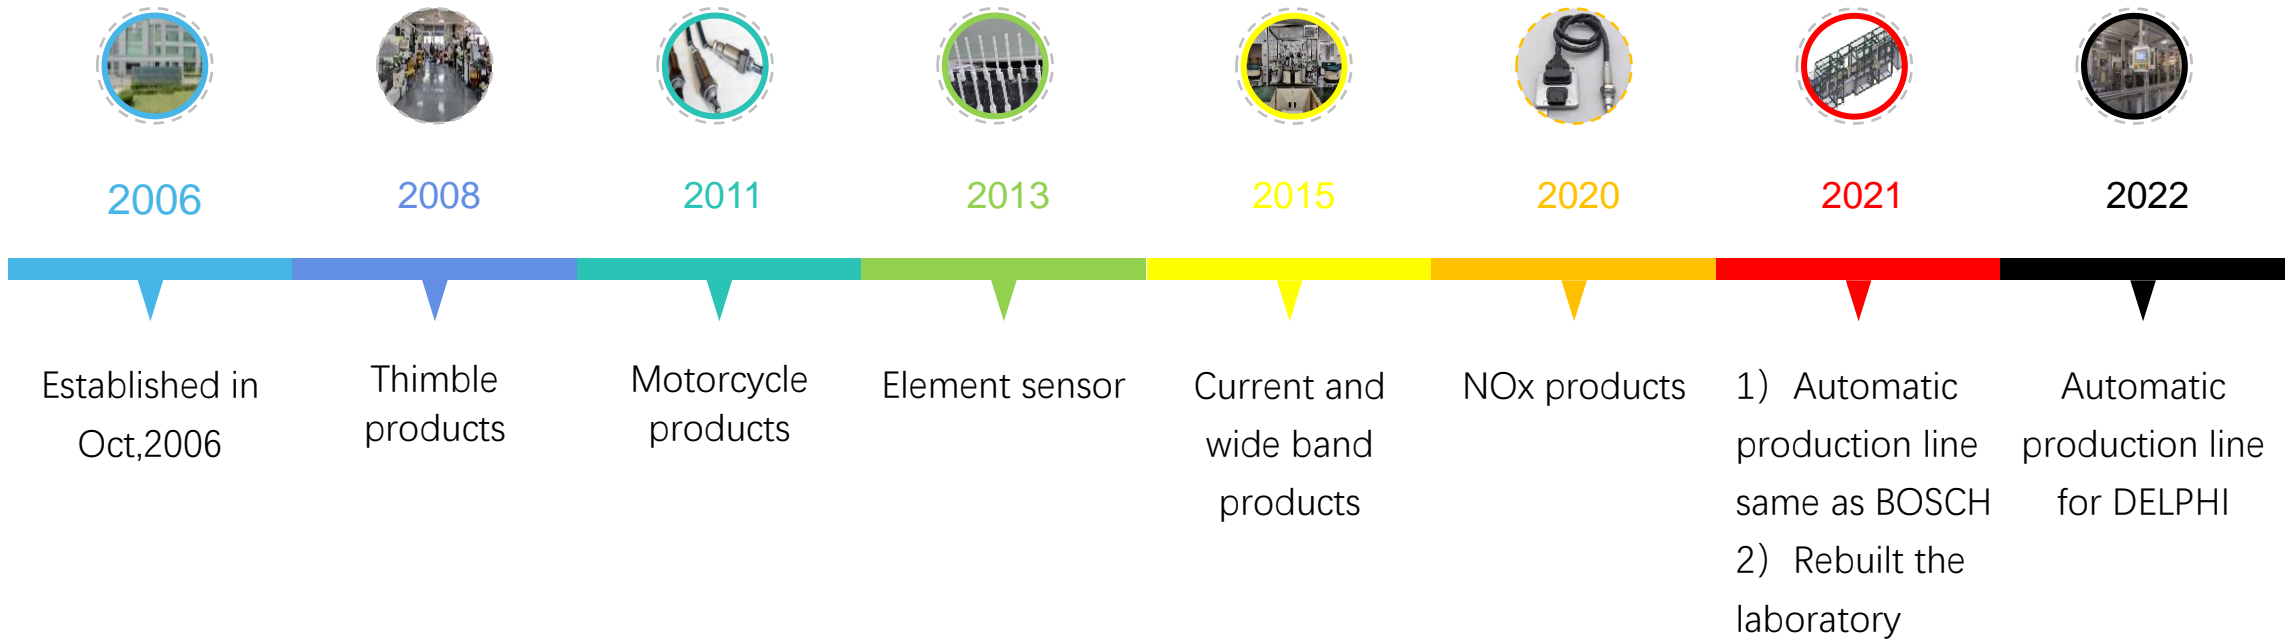 2006
2008
2011
2013
2015
2020
2021
2022
Established in
Oct,2006
Thimble
products
Motorcycle
products
Element sensor
Current and
wide band
products
NOx products
1）Automatic
production line
same as BOSCH
2）Rebuilt the
laboratory
Automatic
production line
for DELPHI